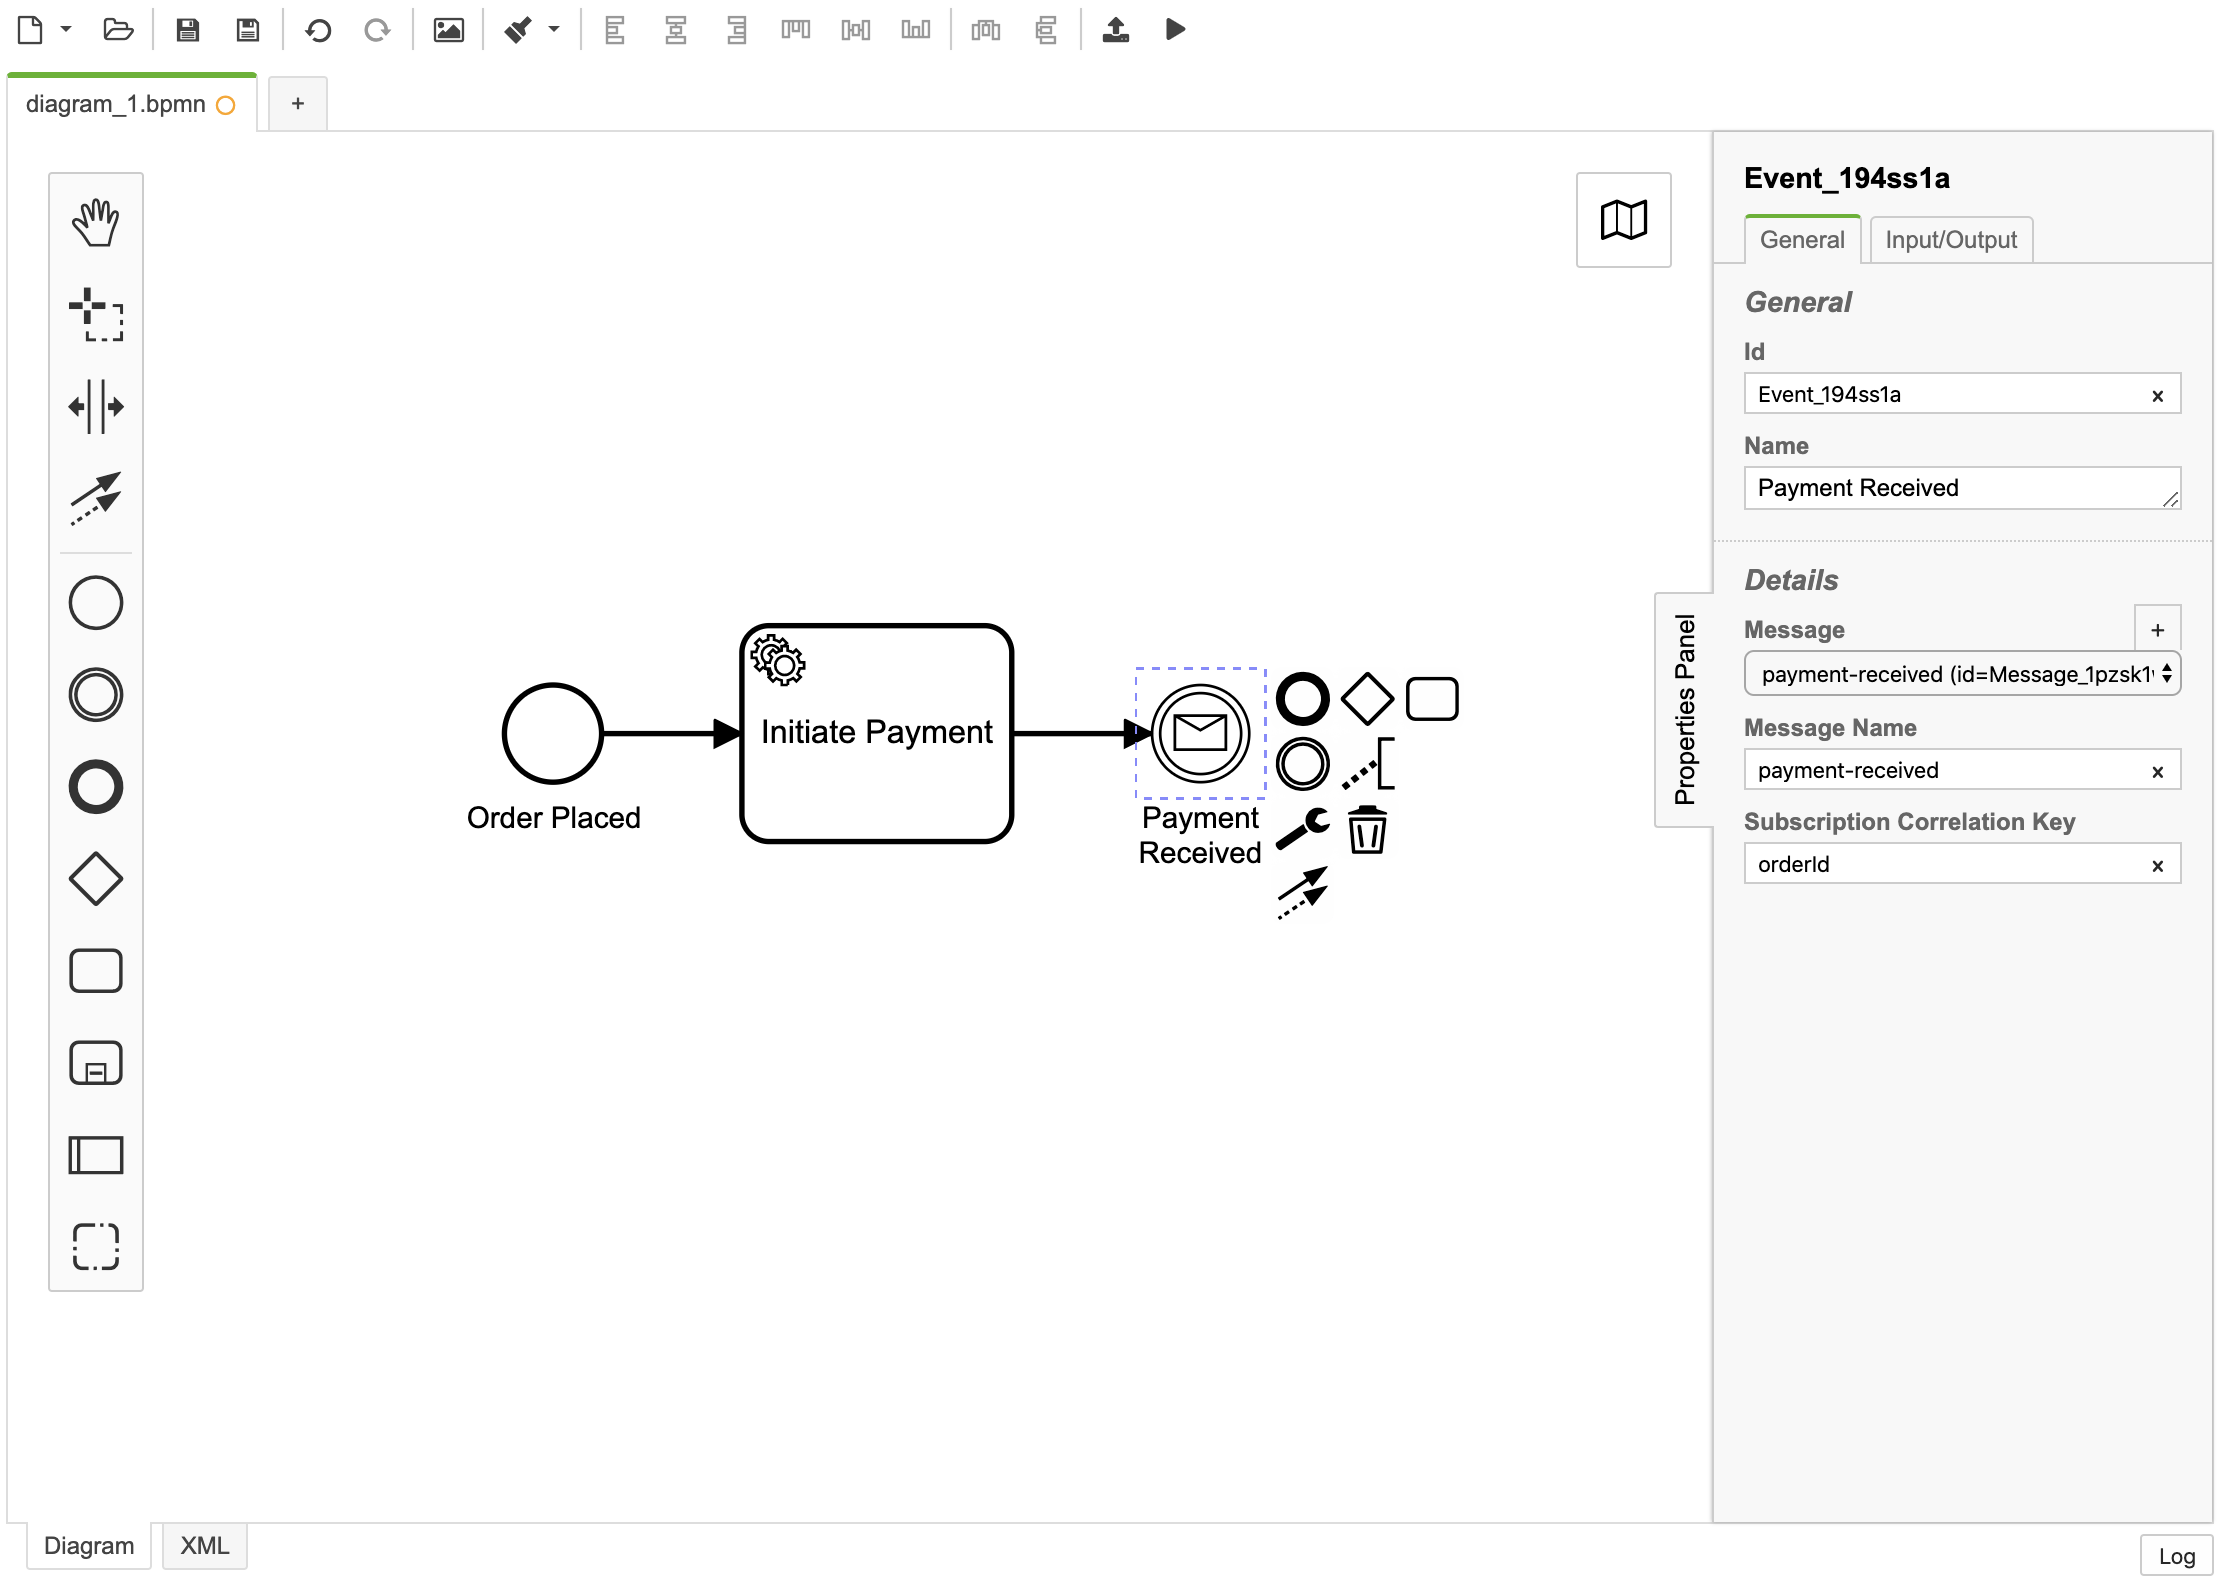 diagram_1.bpmn
+
Event_194ss1a
General
Input/Output
General
Id
Event_194ss1a
x
Name
Payment Received
Details
Message
+
payment-received (id=Message_1pzsk1
Message Name
payment-received
x
Subscription Correlation Key
orderId
x
Properties Panel
Initiate Payment
Order Placed
Payment
Received
Diagram
XML
Log